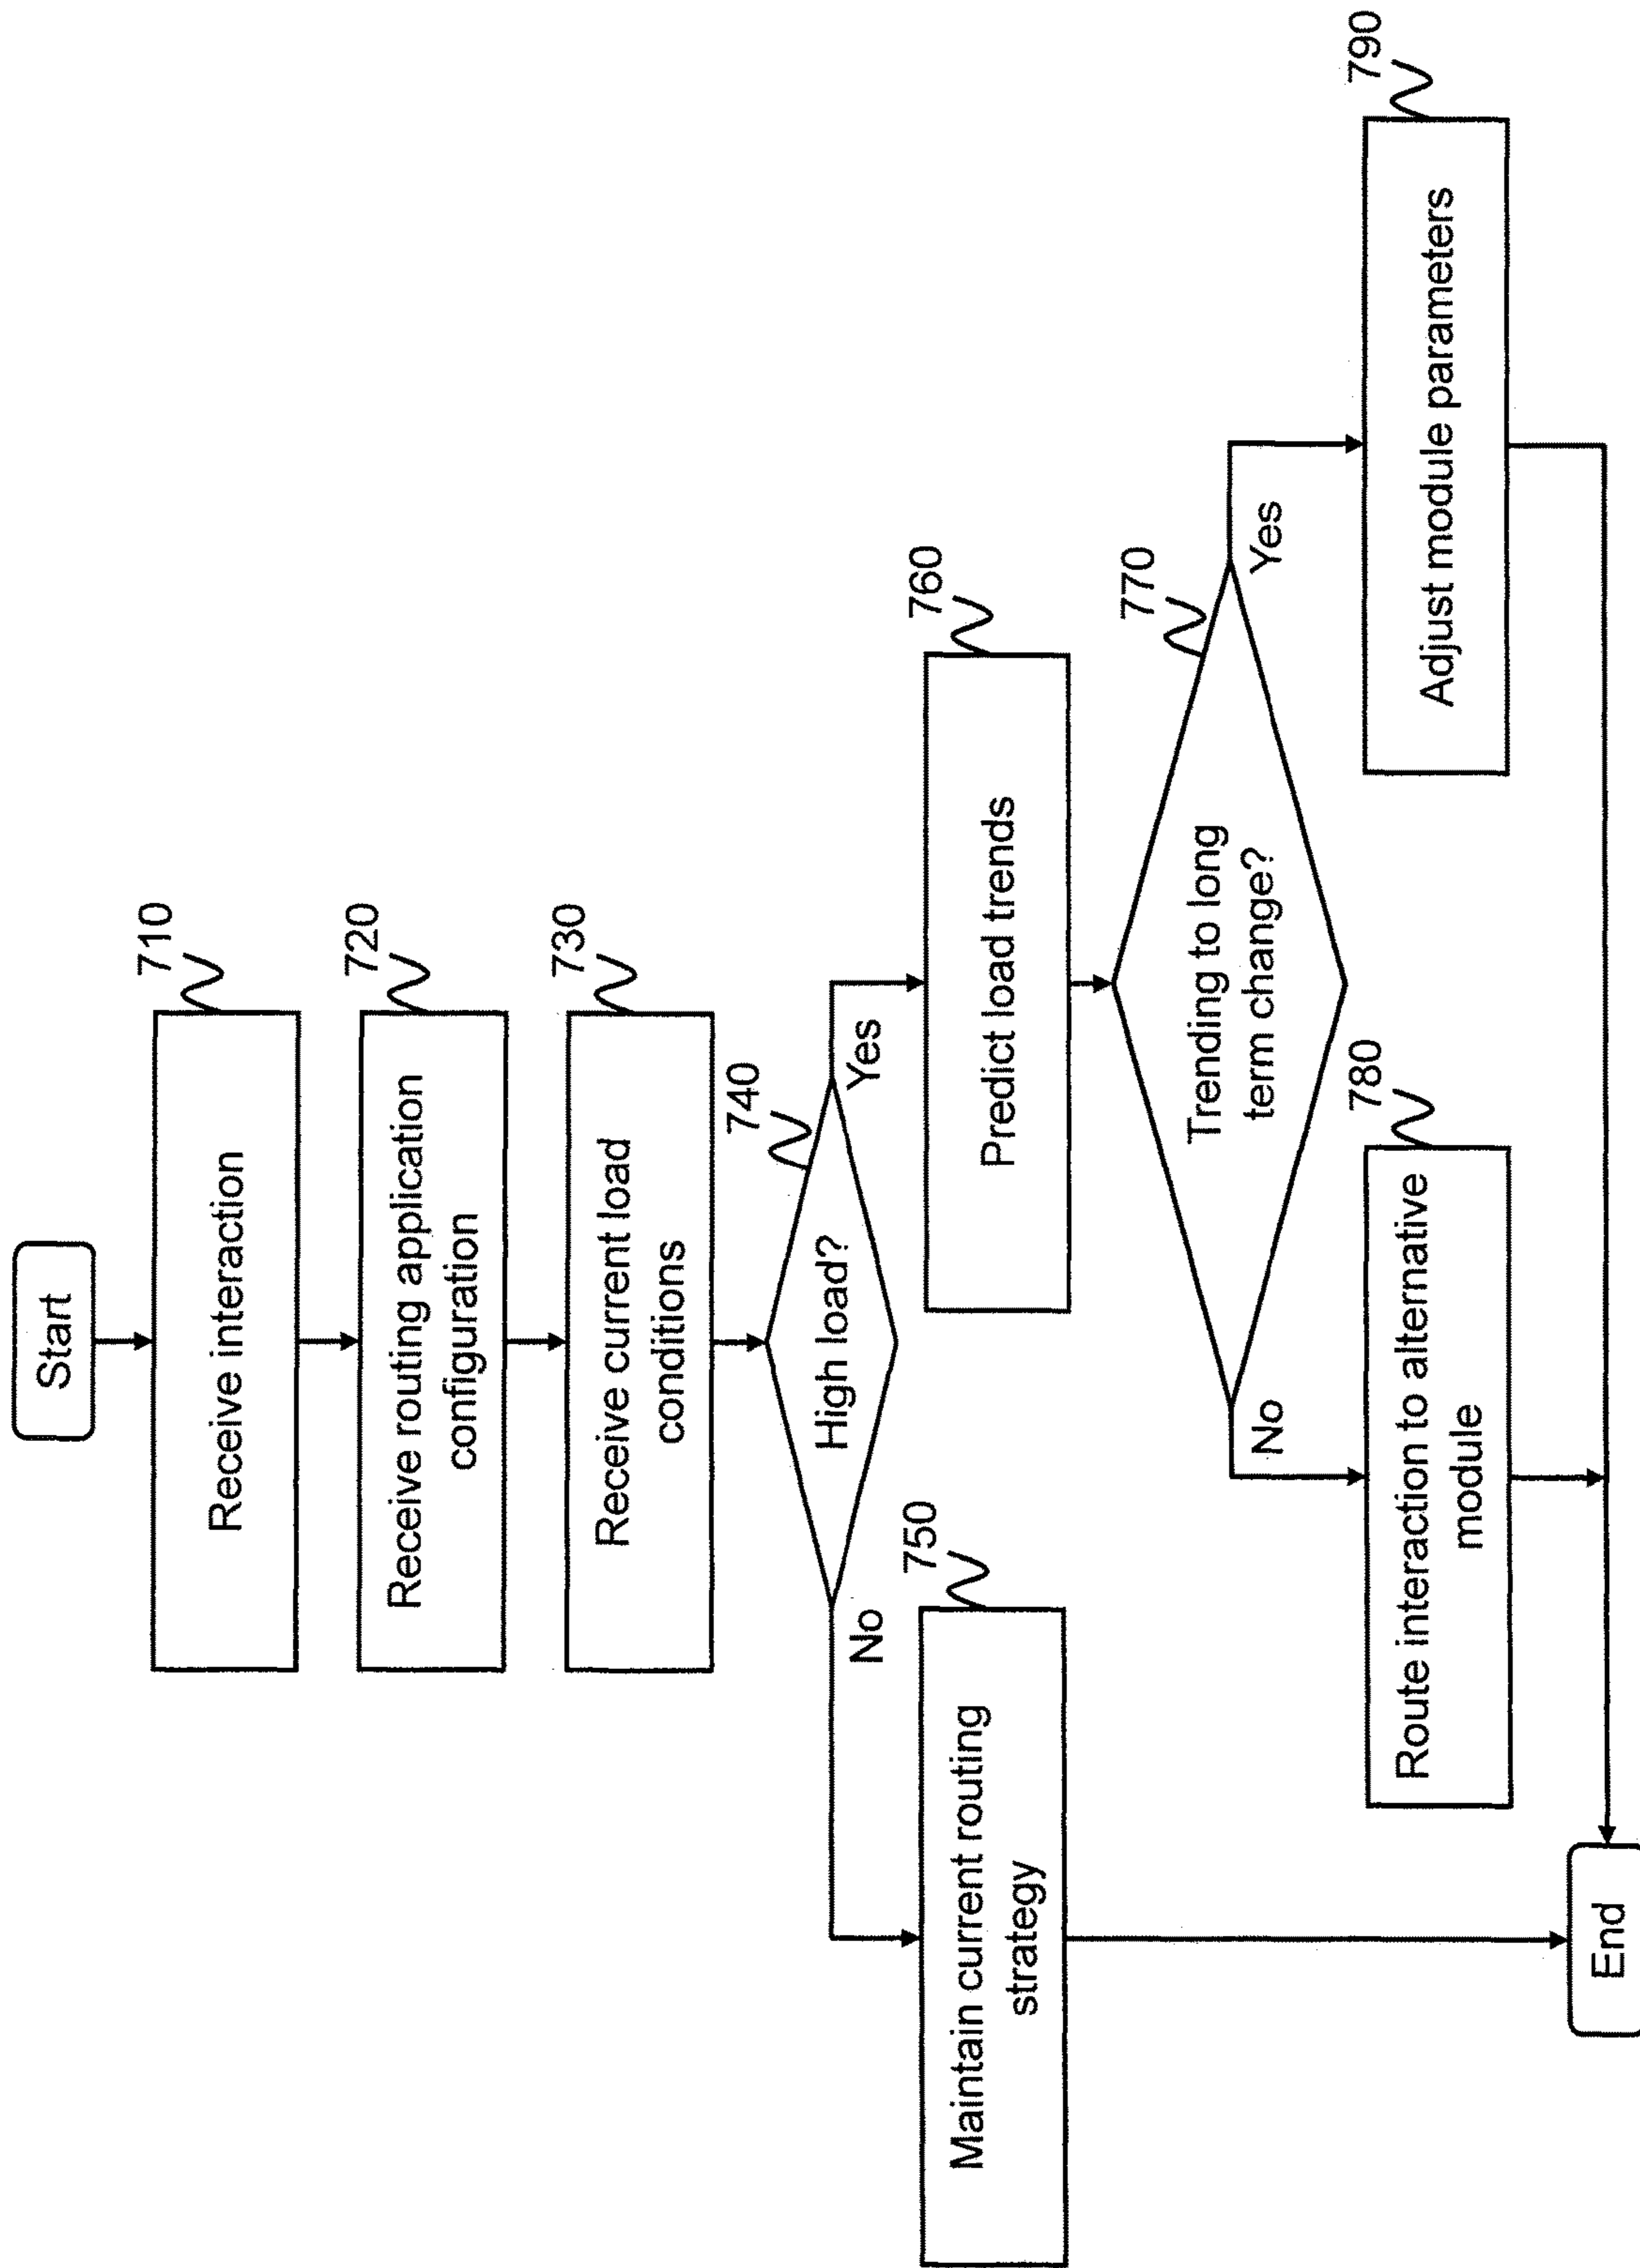 Start
710
Receive interaction
720
Receive routing application
configuration
730
Receive current load
conditions
740
High load?
No
Yes
750
Maintain current routing
strategy
760
Predict load trends
770
Trending to long
term change?
No
Yes
780
Route interaction to alternative
module
790
Adjust module parameters
End